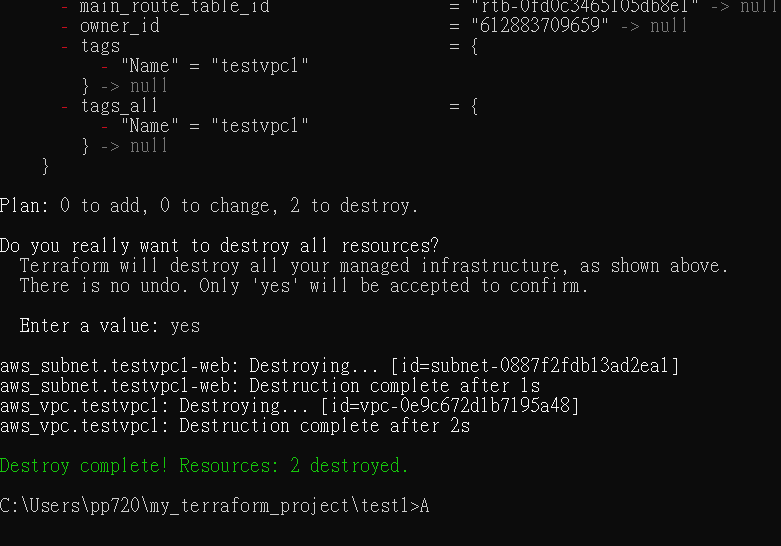 - main_route_table_id = "rtb-0fd0c3465105db8e1" -> null
- owner_id = "612883709659" -> null
- tags = {
- "Name" = "testvpc1"
} -> null
- tags_all = {
- "Name" = "testvpc1"
} -> null
}
Plan: 0 to add, 0 to change, 2 to destroy.
Do you really want to destroy all resources?
Terraform will destroy all your managed infrastructure, as shown above.
There is no undo. Only 'yes' will be accepted to confirm.
Enter a value: yes
aws_subnet.testvpc1-web: Destroying... [id=subnet-0887f2fdb13ad2ea1]
aws_subnet.testvpc1-web: Destruction complete after 1s
aws_vpc.testvpc1: Destroying... [id=vpc-0e9c672d1b7195a48]
aws_vpc.testvpc1: Destruction complete after 2s
Destroy complete! Resources: 2 destroyed.
C:\Users\pp720\my_terraform_project\test1>A